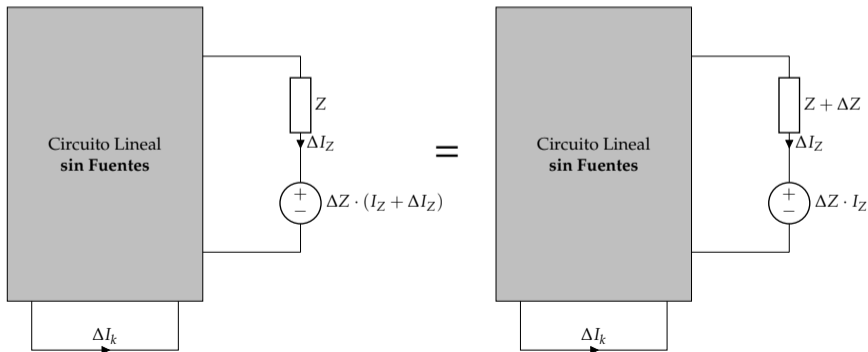 Circuito Lineal
sin Fuentes
Z
ΔI_Z
+
−
ΔZ · (I_Z + ΔI_Z)
ΔI_k
=
Circuito Lineal
sin Fuentes
Z + ΔZ
ΔI_Z
+
−
ΔZ · I_Z
ΔI_k